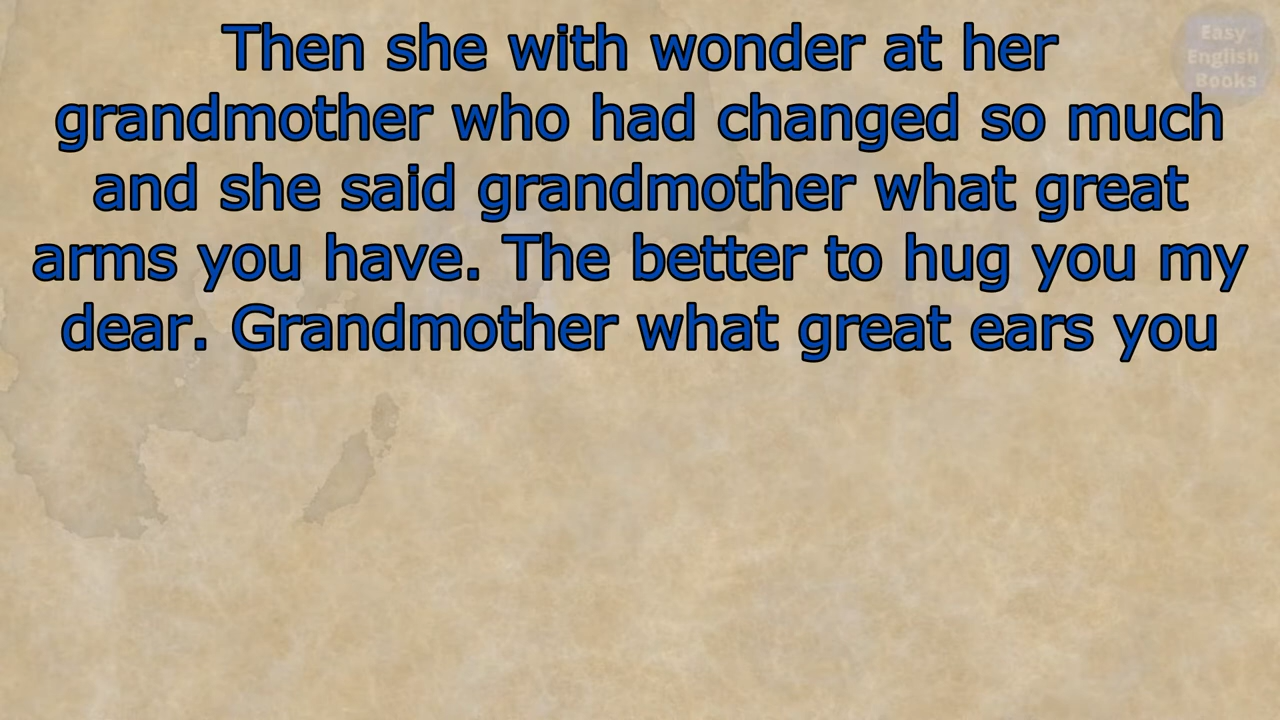 Then she with wonder at her
grandmother who had changed so much
and she said grandmother what great
arms you have. The better to hug you my
dear. Grandmother what great ears you
Easy
English
Books